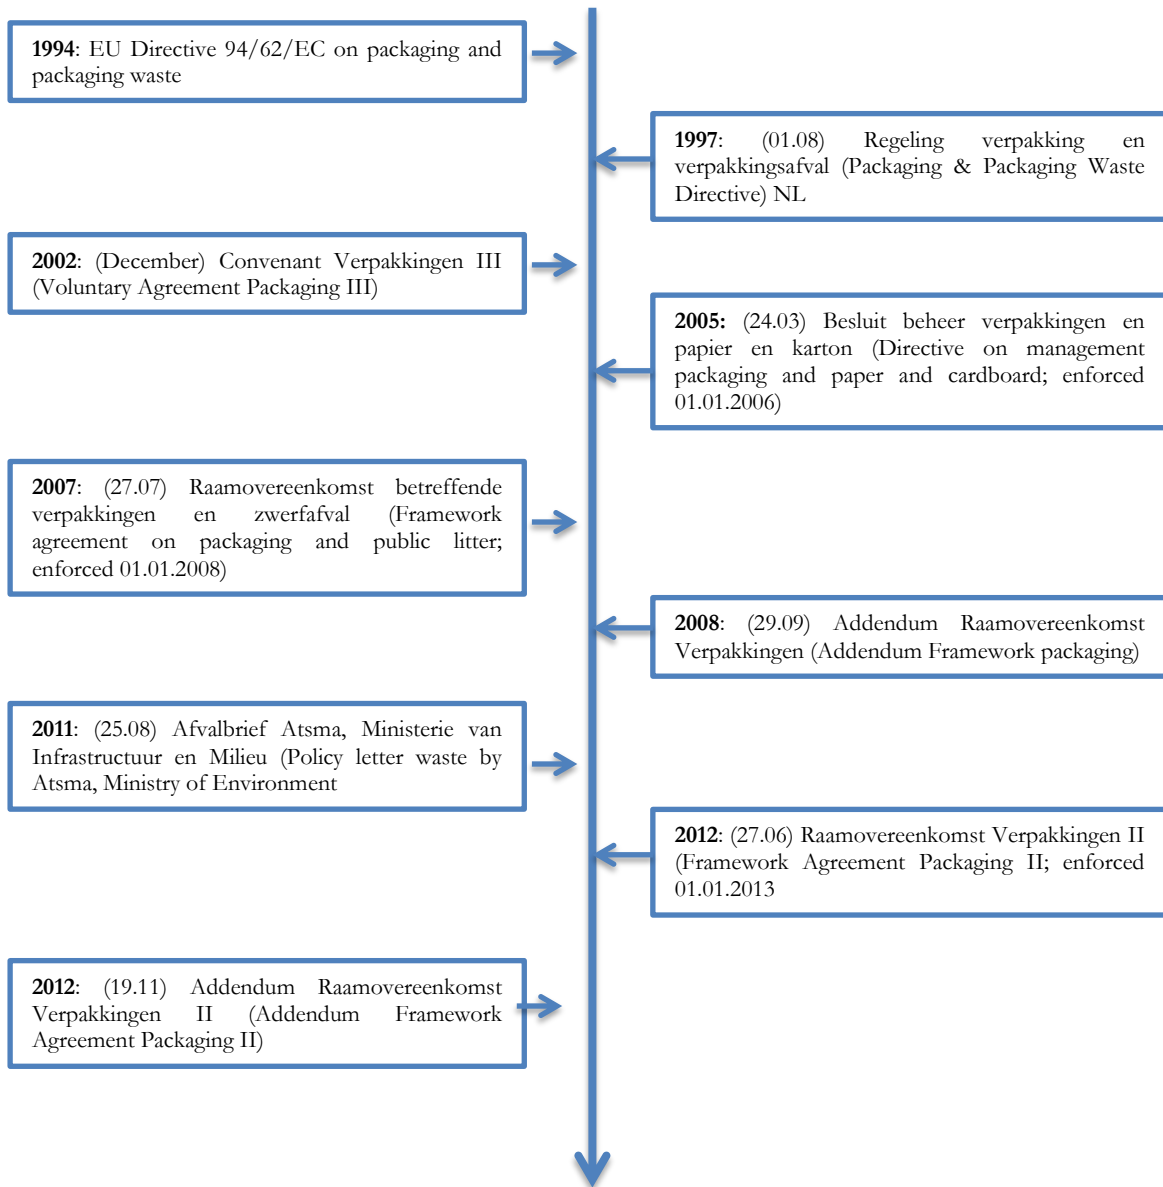 1994: EU Directive 94/62/EC on packaging and
packaging waste
1997: (01.08) Regeling verpakking en
verpakkingsafval (Packaging & Packaging Waste
Directive) NL
2002: (December) Convenant Verpakkingen III
(Voluntary Agreement Packaging III)
2005: (24.03) Besluit beheer verpakkingen en
papier en karton (Directive on management
packaging and paper and cardboard; enforced
01.01.2006)
2007: (27.07) Raamovereenkomst betreffende
verpakkingen en zwerfafval (Framework
agreement on packaging and public litter;
enforced 01.01.2008)
2008: (29.09) Addendum Raamovereenkomst
Verpakkingen (Addendum Framework packaging)
2011: (25.08) Afvalbrief Atsma, Ministerie van
Infrastructuur en Milieu (Policy letter waste by
Atsma, Ministry of Environment
2012: (27.06) Raamovereenkomst Verpakkingen II
(Framework Agreement Packaging II; enforced
01.01.2013
2012: (19.11) Addendum Raamovereenkomst
Verpakkingen II (Addendum Framework
Agreement Packaging II)